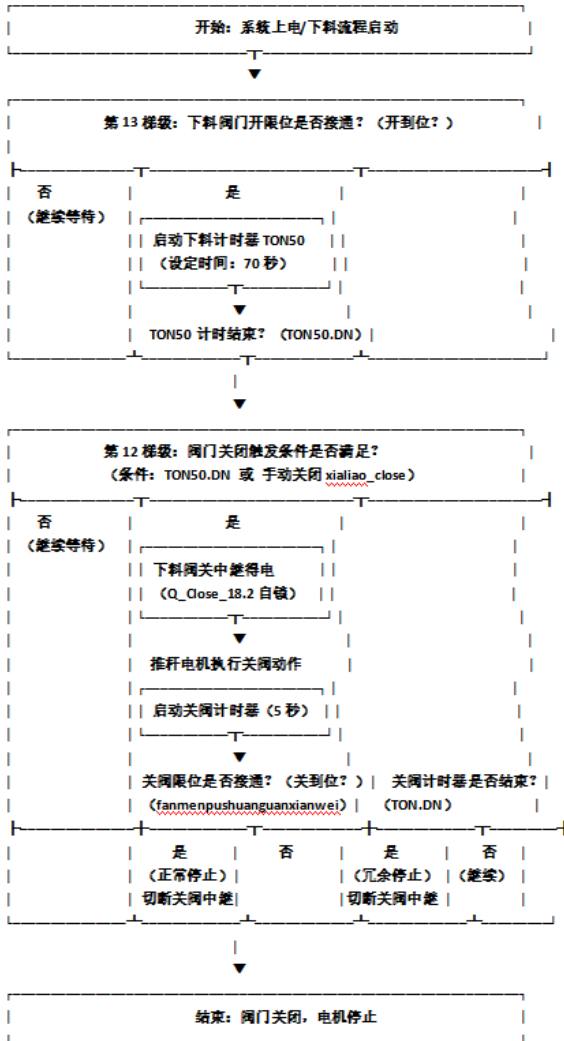 开始：系统上电/下料流程启动
第 13 梯级：下料阀门开限位是否接通？（开到位？）
否 是
（继续等待）
启动下料计时器 TON50
（设定时间：70 秒）
TON50 计时结束？（TON50.DN）
第 12 梯级：阀门关闭触发条件是否满足？
（条件：TON50.DN 或 手动关闭 xialiao_close）
否 是
（继续等待）
下料阀关中继得电
（Q_Close_18.2 自锁）
推杆电机执行关阀动作
启动关阀计时器（5 秒）
关阀限位是否接通？（关到位？） 关阀计时器是否结束？
（fanmenpushuanguanxianwei） （TON.DN）
是 否 是 否
（正常停止） （冗余停止） （继续）
切断关阀中继 切断关阀中继
结束：阀门关闭，电机停止